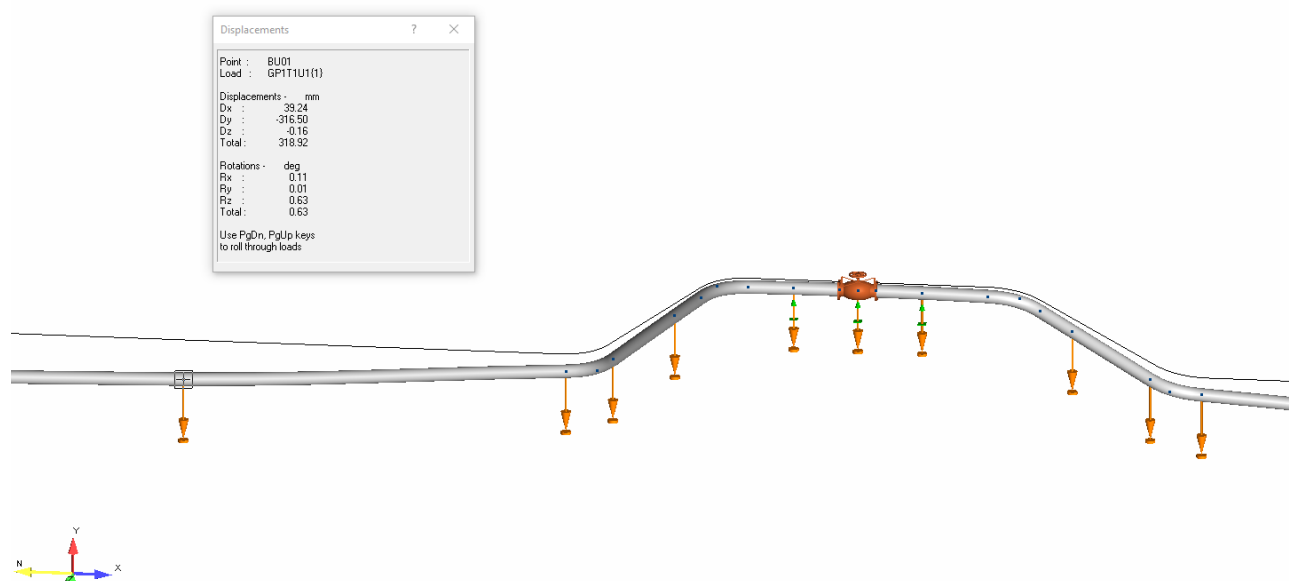 Displacements ?
Point : BU01
Load : GP1T1U1{1}
Displacements - mm
Dx : 39.24
Dy : -316.50
Dz : -0.16
Total : 318.92
Rotations - deg
Rx : 0.11
Ry : 0.01
Rz : 0.63
Total : 0.63
Use PgDn, PgUp keys
to roll through loads
Y
N
Z
X